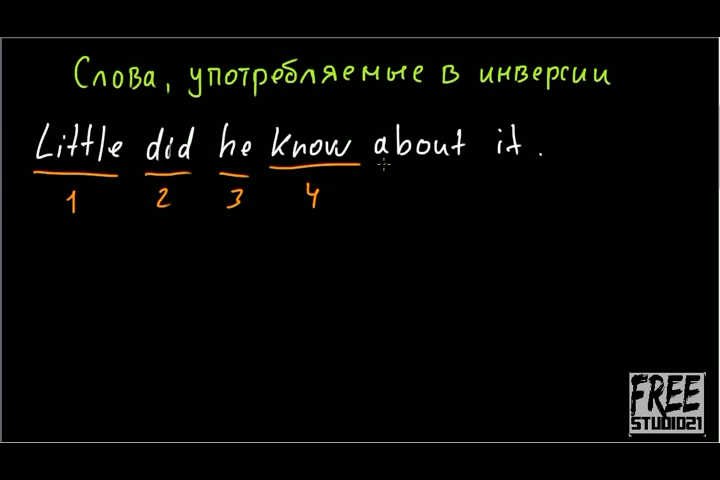 Слова, употребляемые в инверсии
Little did he know about it.
1 2 3 4
FREE
STUDIO21